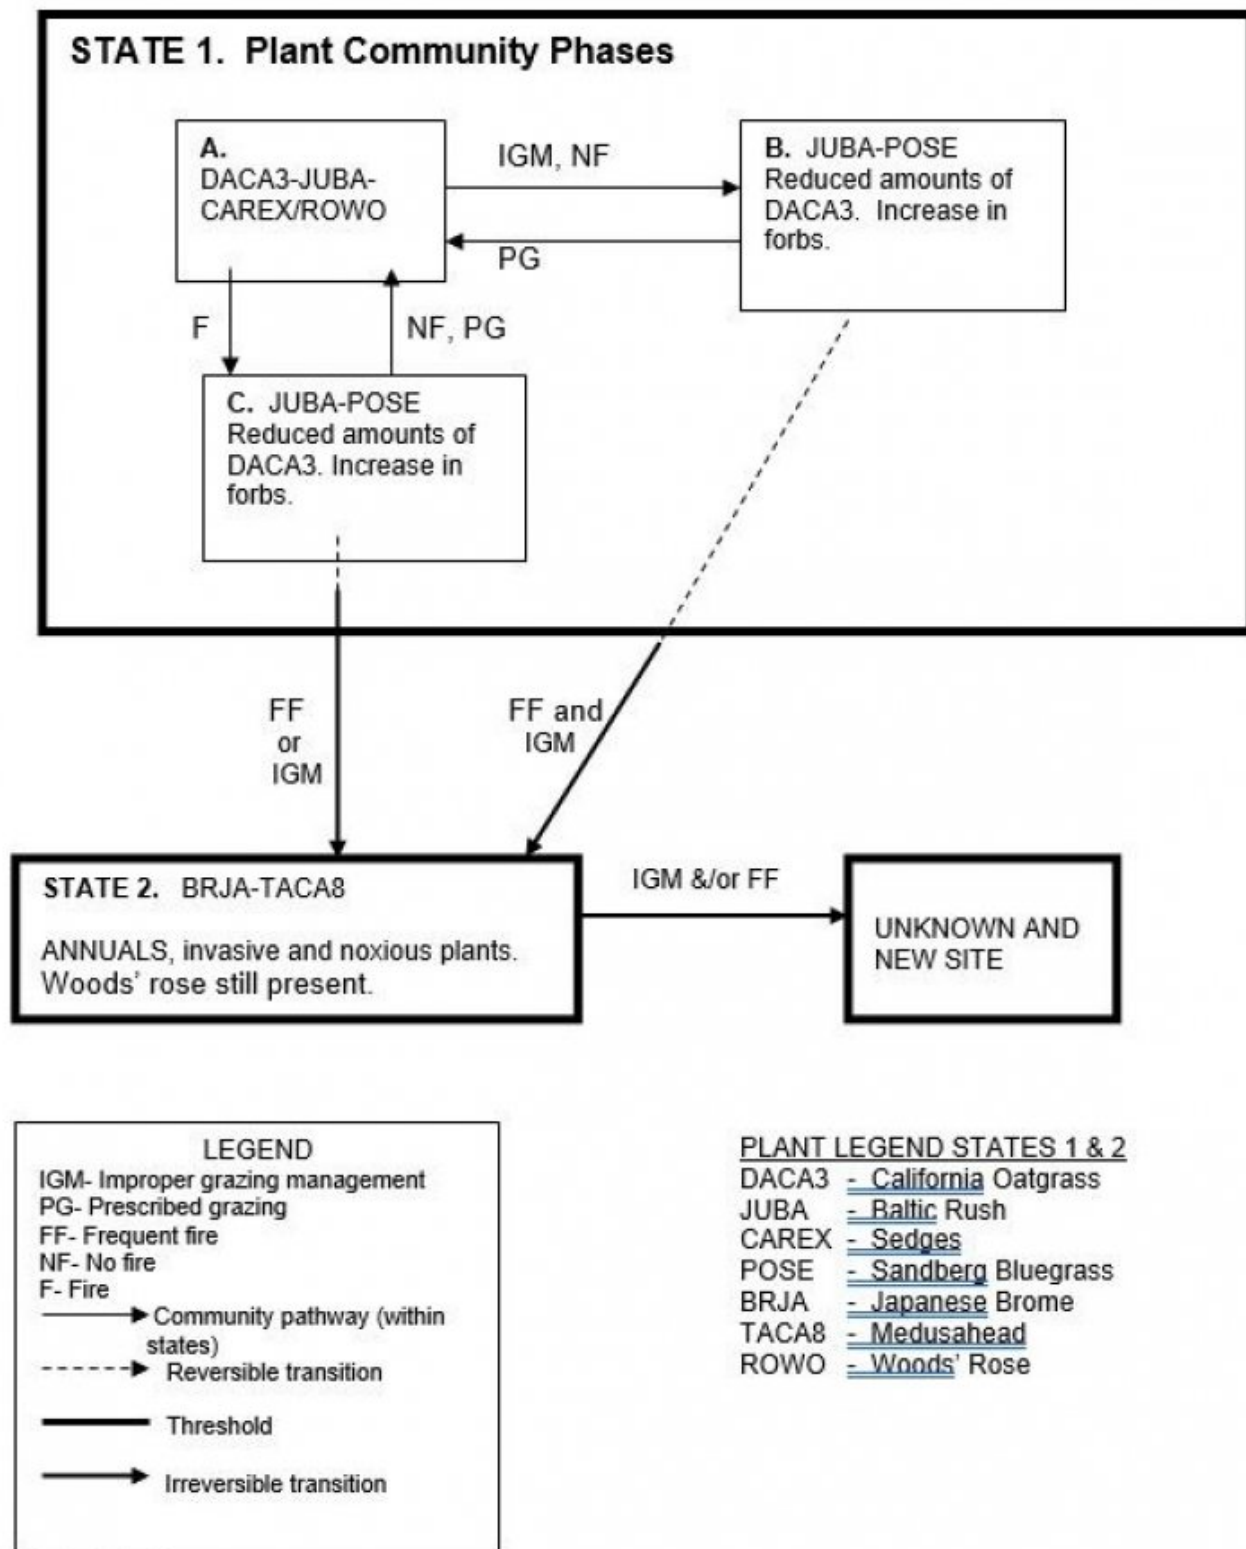 STATE 1. Plant Community Phases
A.
DACA3-JUBA-
CAREX/ROWO
IGM, NF
PG
B. JUBA-POSE
Reduced amounts of
DACA3. Increase in
forbs.
F
NF, PG
C. JUBA-POSE
Reduced amounts of
DACA3. Increase in
forbs.
FF
or
IGM
FF and
IGM
STATE 2. BRJA-TACA8
ANNUALS, invasive and noxious plants.
Woods’ rose still present.
IGM &/or FF
UNKNOWN AND
NEW SITE
LEGEND
IGM- Improper grazing management
PG- Prescribed grazing
FF- Frequent fire
NF- No fire
F- Fire
Community pathway (within
states)
Reversible transition
Threshold
Irreversible transition
PLANT LEGEND STATES 1 & 2
DACA3 - California Oatgrass
JUBA - Baltic Rush
CAREX - Sedges
POSE - Sandberg Bluegrass
BRJA - Japanese Brome
TACA8 - Medusahead
ROWO - Woods’ Rose